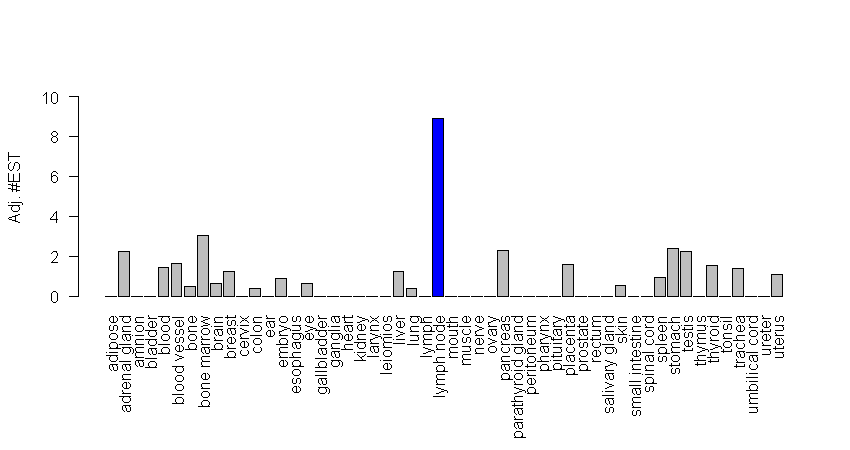 10
8
6
4
2
0
Adj. #EST
adipose
adrenal gland
amnion
bladder
blood
blood vessel
bone
bone marrow
brain
breast
cervix
colon
ear
embryo
esophagus
eye
gallbladder
ganglia
heart
kidney
larynx
leiomios
liver
lung
lymph
lymph node
mouth
muscle
nerve
ovary
pancreas
parathyroid gland
peritoneum
pharynx
pituitary
placenta
prostate
rectum
salivary gland
skin
small intestine
spinal cord
spleen
stomach
testis
thymus
thyroid
tonsil
trachea
umbilical cord
ureter
uterus